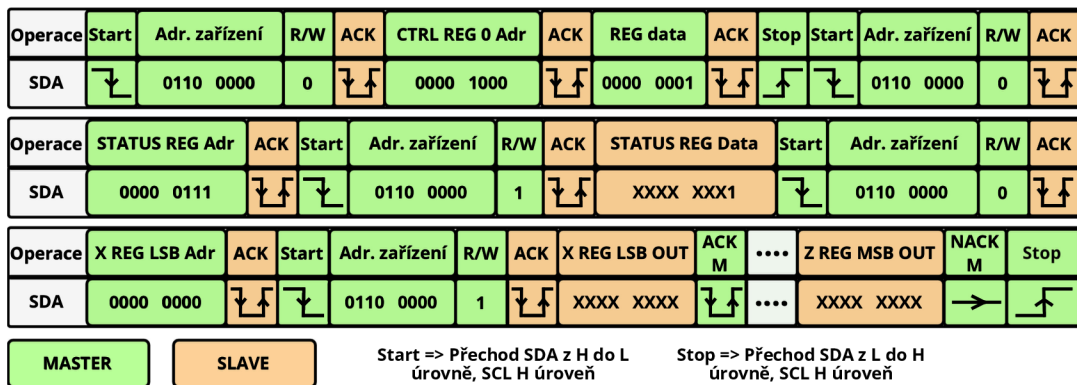 Operace Start Adr. zařízení R/W ACK CTRL REG 0 Adr ACK REG data ACK Stop Start Adr. zařízení R/W ACK
SDA 0110 0000 0 0000 1000 0000 0001 0110 0000 0
Operace STATUS REG Adr ACK Start Adr. zařízení R/W ACK STATUS REG Data Start Adr. zařízení R/W ACK
SDA 0000 0111 0110 0000 1 XXXX XXX1 0110 0000 0
Operace X REG LSB Adr ACK Start Adr. zařízení R/W ACK X REG LSB OUT ACK M .... Z REG MSB OUT NACK M Stop
SDA 0000 0000 0110 0000 1 XXXX XXXX .... XXXX XXXX
MASTER SLAVE
Start => Přechod SDA z H do L
úrovně, SCL H úroveň
Stop => Přechod SDA z L do H
úrovně, SCL H úroveň